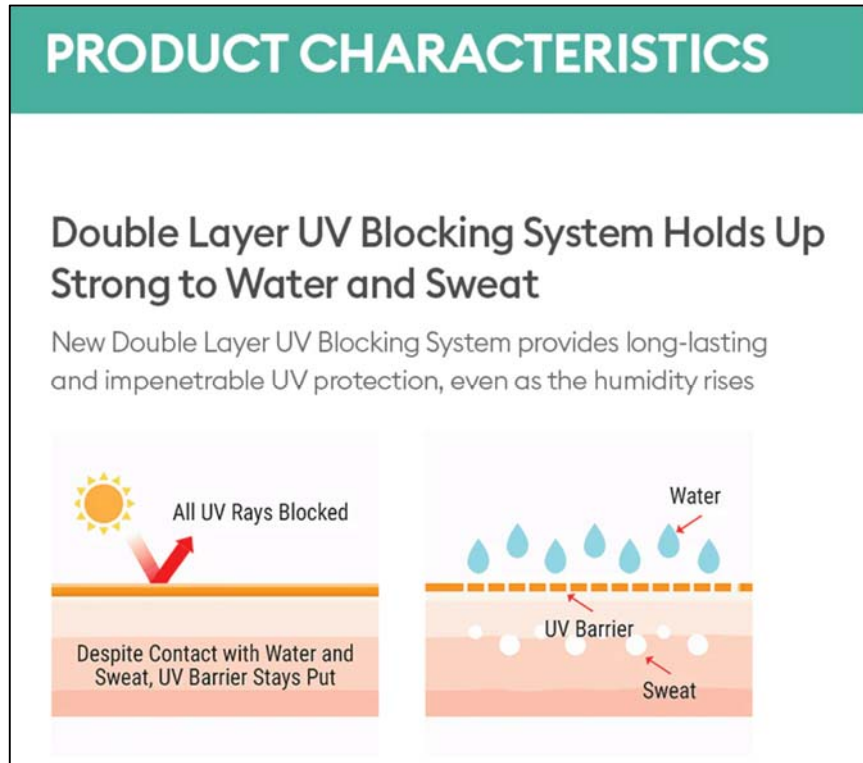 PRODUCT CHARACTERISTICS
Double Layer UV Blocking System Holds Up
Strong to Water and Sweat
New Double Layer UV Blocking System provides long-lasting
and impenetrable UV protection, even as the humidity rises
All UV Rays Blocked
Despite Contact with Water and
Sweat, UV Barrier Stays Put
Water
UV Barrier
Sweat